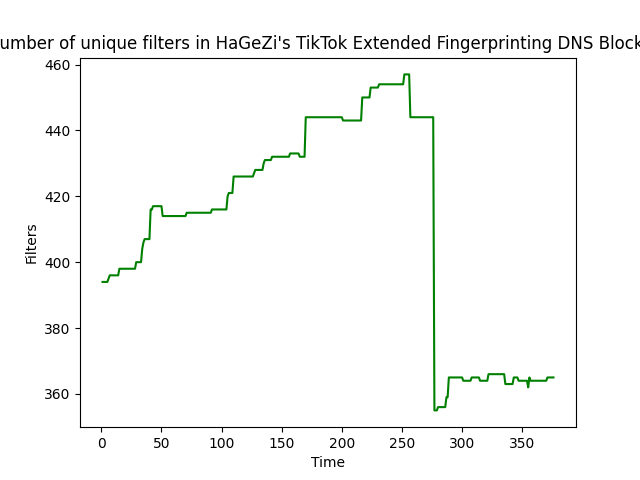 umber of unique filters in HaGeZi's TikTok Extended Fingerprinting DNS Block
460
440
420
400
380
360
Filters
0 50 100 150 200 250 300 350
Time